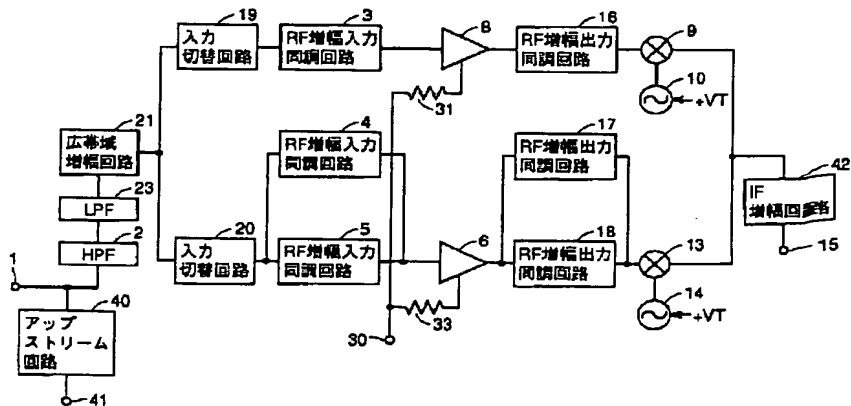 19
入力
切替回路
3
RF増幅入力
同調回路
8
16
RF増幅出力
同調回路
9
10
+VT
31
21
広帯域
増幅回路
4
RF増幅入力
同調回路
17
RF増幅出力
同調回路
42
IF
増幅回路
23
LPF
2
HPF
20
入力
切替回路
5
RF増幅入力
同調回路
6
18
RF増幅出力
同調回路
13
15
1
40
アップ
ストリーム
回路
33
14
+VT
30
41